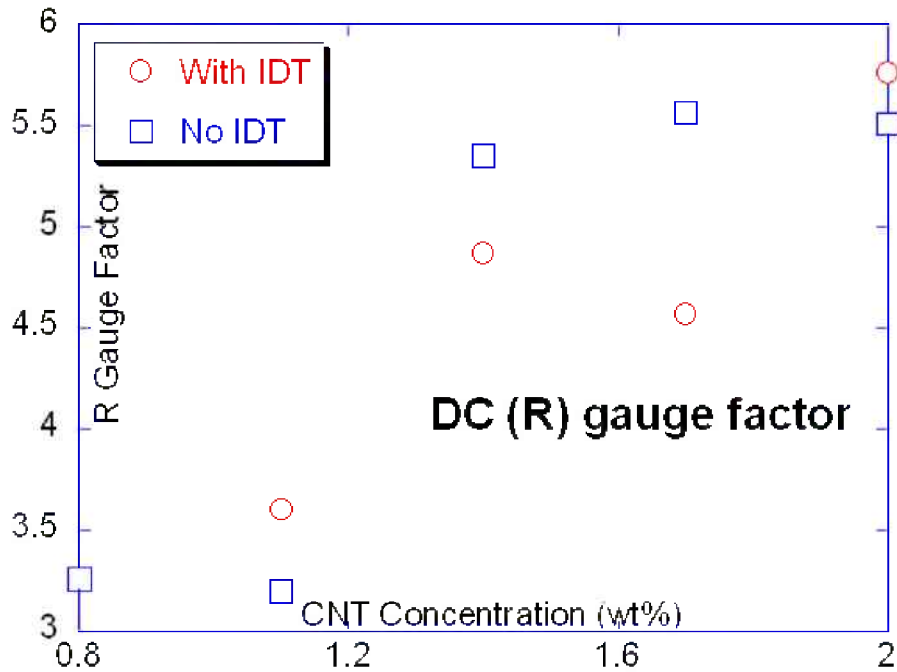 6
With IDT
No IDT
5.5
5
4.5
4
3.5
3
R Gauge Factor
DC (R) gauge factor
CNT Concentration (wt%)
0.8
1.2
1.6
2